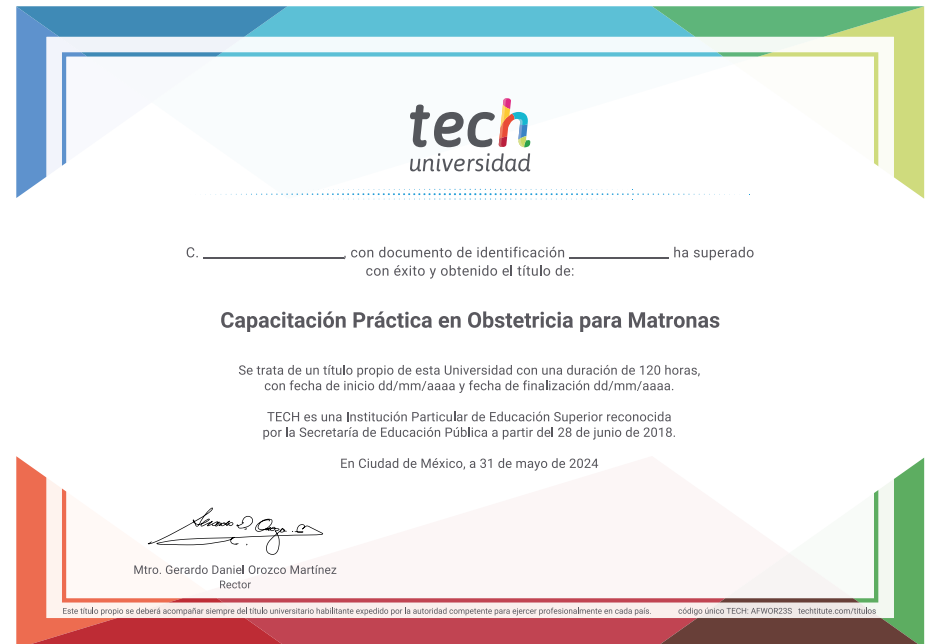 tech
universidad
C. ____________, con documento de identificación ____________ ha superado
con éxito y obtenido el título de:
Capacitación Práctica en Obstetricia para Matronas
Se trata de un título propio de esta Universidad con una duración de 120 horas,
con fecha de inicio dd/mm/aaaa y fecha de finalización dd/mm/aaaa.
TECH es una Institución Particular de Educación Superior reconocida
por la Secretaría de Educación Pública a partir del 28 de junio de 2018.
En Ciudad de México, a 31 de mayo de 2024
Mtro. Gerardo Daniel Orozco Martínez
Rector
Este título propio se deberá acompañar siempre del título universitario habilitante expedido por la autoridad competente para ejercer profesionalmente en cada país. código único TECH: AFWOR23S techtitute.com/titulos